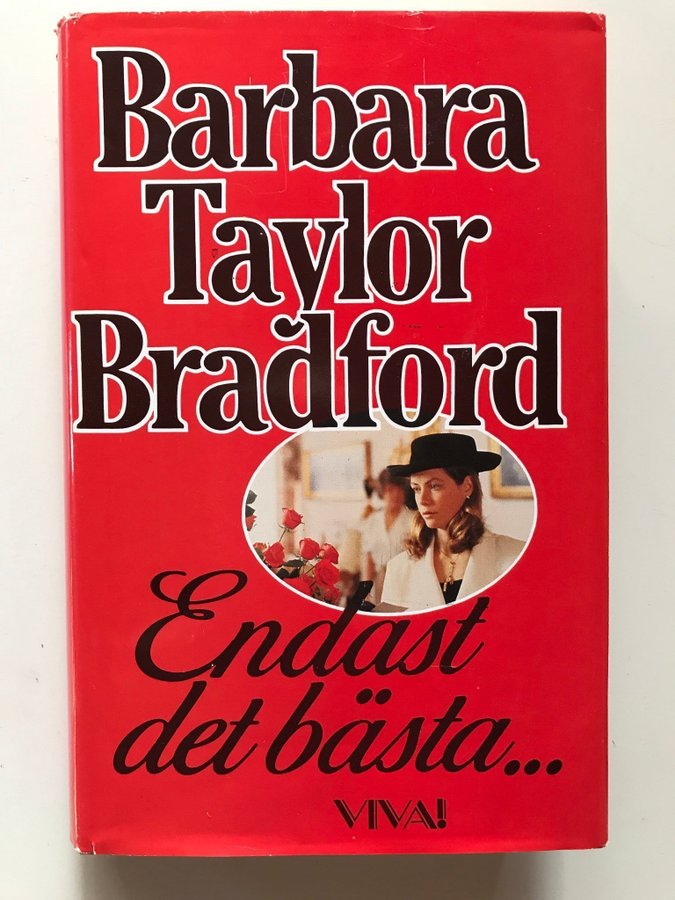 Barbara
Taylor
Bradford
Endast
det bästa...
VIVA!